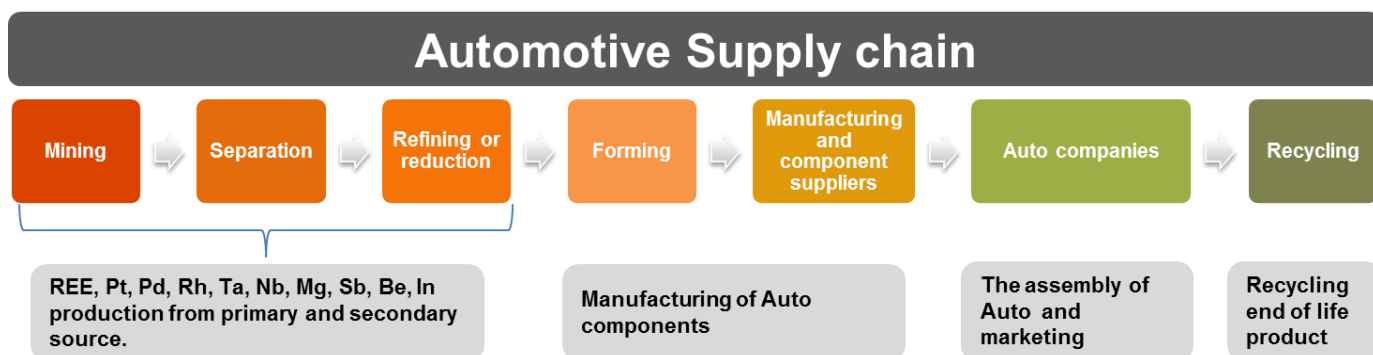 Automotive Supply chain
Mining
Separation
Refining or
reduction
Forming
Manufacturing
and
component
suppliers
Auto companies
Recycling
REE, Pt, Pd, Rh, Ta, Nb, Mg, Sb, Be, In
production from primary and secondary
source.
Manufacturing of Auto
components
The assembly of
Auto and
marketing
Recycling
end of life
product